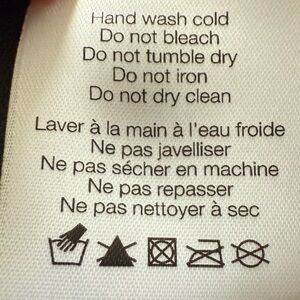 Hand wash cold
Do not bleach
Do not tumble dry
Do not iron
Do not dry clean
Laver à la main à l'eau froide
Ne pas javelliser
Ne pas sécher en machine
Ne pas repasser
Ne pas nettoyer à sec